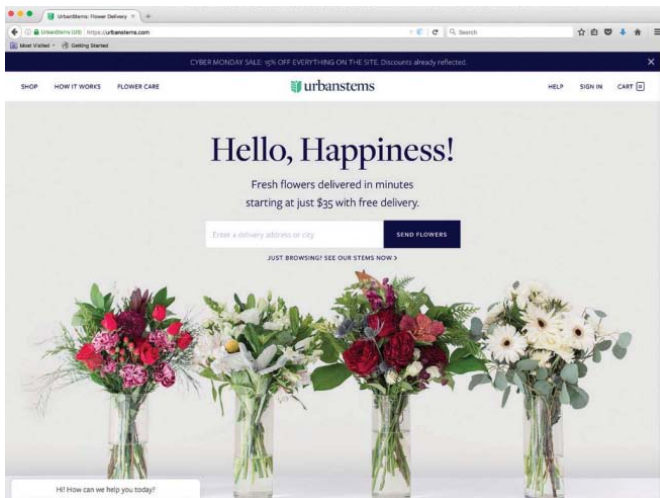 UrbanStems: Flower Delivery
UrbanStems (US) https://urbanstems.com
Search
Most Visited
Getting Started
CYBER MONDAY SALE: 15% OFF EVERYTHING ON THE SITE. Discounts already reflected.
SHOP HOW IT WORKS FLOWER CARE urbanstems HELP SIGN IN CART
Hello, Happiness!
Fresh flowers delivered in minutes
starting at just $35 with free delivery.
Enter a delivery address or city SEND FLOWERS
JUST BROWSING? SEE OUR STEMS NOW >
Hi! How can we help you today?